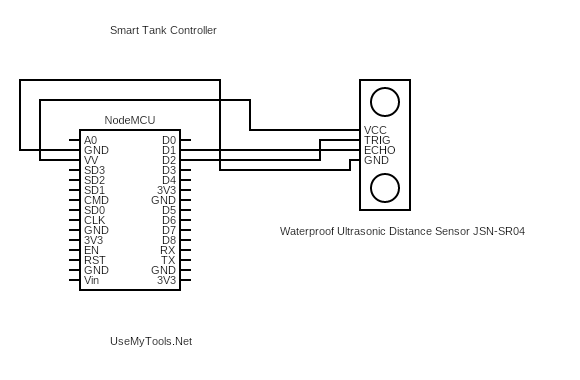 Smart Tank Controller
NodeMCU
A0
GND
VV
SD3
SD2
SD1
CMD
SD0
CLK
GND
3V3
EN
RST
GND
Vin
D0
D1
D2
D3
D4
3V3
GND
D5
D6
D7
D8
RX
TX
GND
3V3
VCC
TRIG
ECHO
GND
Waterproof Ultrasonic Distance Sensor JSN-SR04
UseMyTools.Net